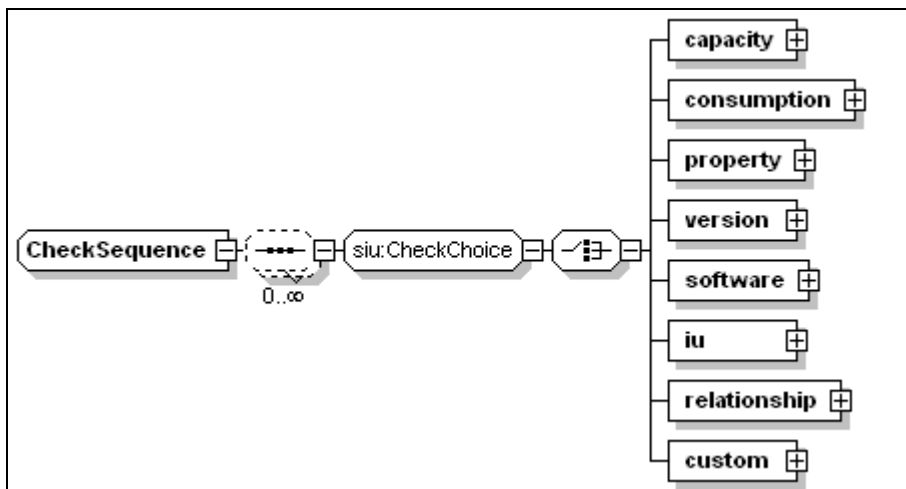 capacity
consumption
property
version
CheckSequence
siu:CheckChoice
0..∞
software
iu
relationship
custom